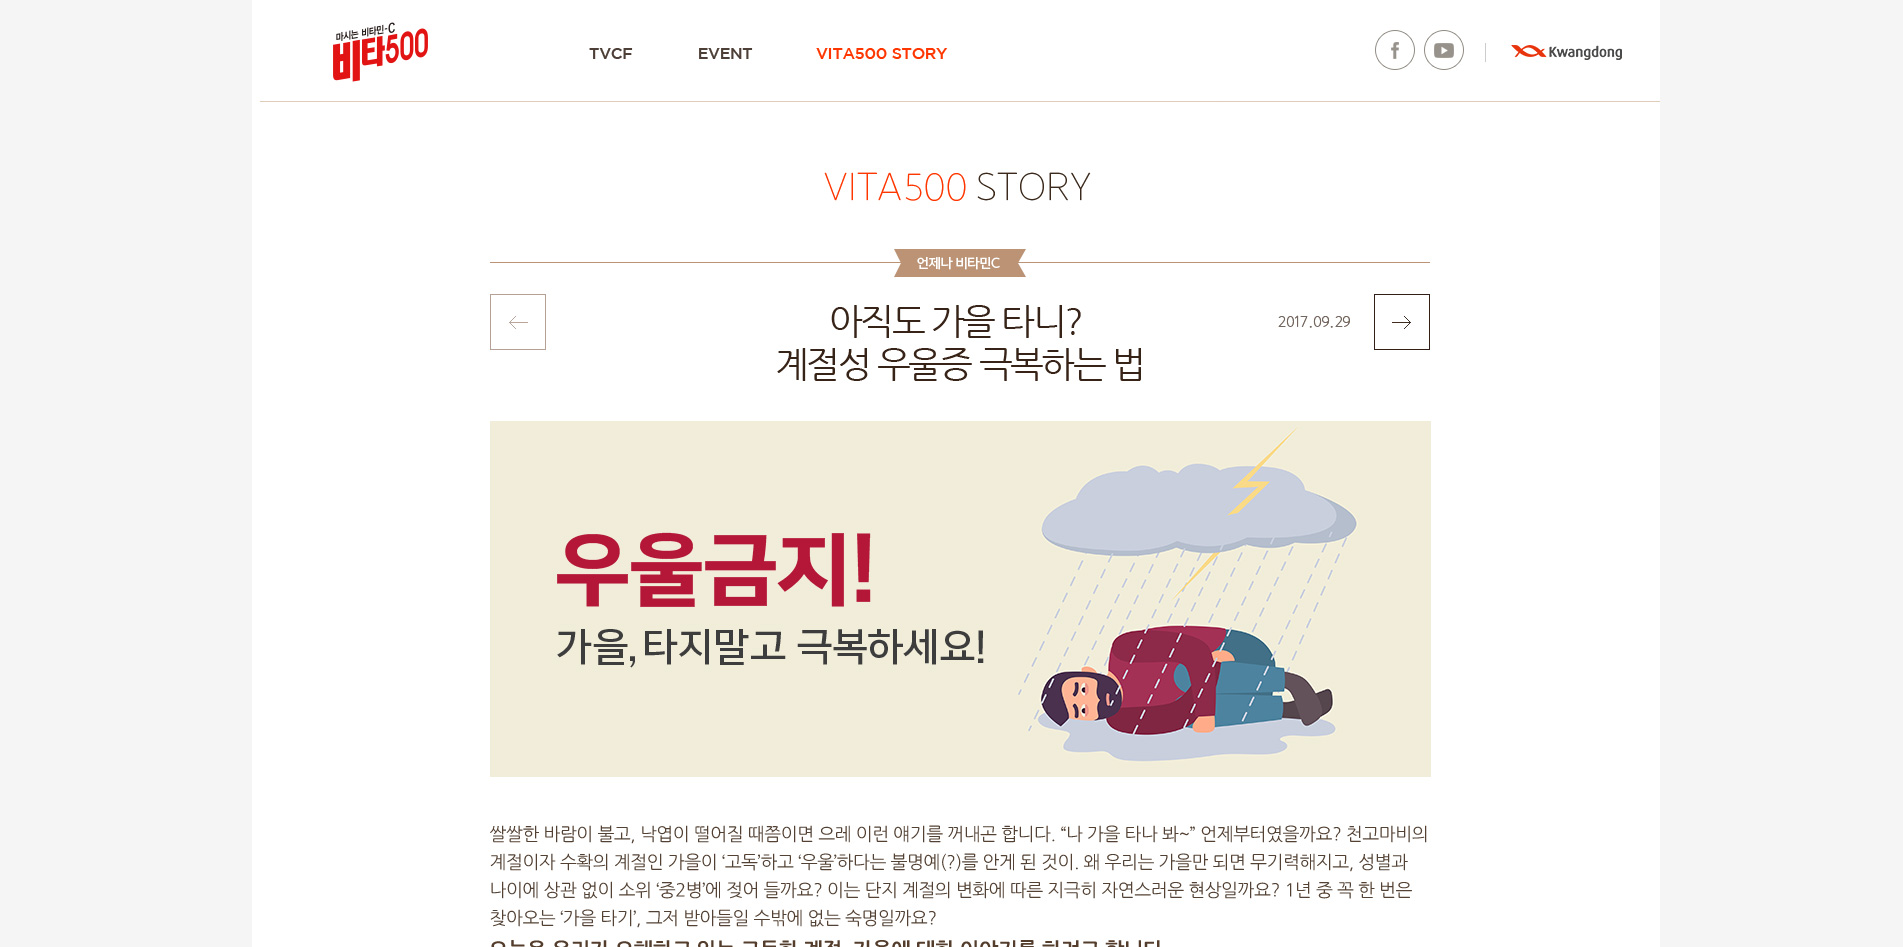 마시는 비타민-C
비타500
TVCF
EVENT
VITA500 STORY
Kwangdong
VITA500 STORY
언제나 비타민C
아직도 가을 타니?
계절성 우울증 극복하는 법
2017.09.29
우울금지!
가을, 타지말고 극복하세요!
쌀쌀한 바람이 불고, 낙엽이 떨어질 때쯤이면 으레 이런 얘기를 꺼내곤 합니다. “나 가을 타나 봐~” 언제부터였을까요? 천고마비의
계절이자 수확의 계절인 가을이 ‘고독’하고 ‘우울’하다는 불명예(?)를 안게 된 것이. 왜 우리는 가을만 되면 무기력해지고, 성별과
나이에 상관 없이 소위 ‘중2병’에 젖어 들까요? 이는 단지 계절의 변화에 따른 지극히 자연스러운 현상일까요? 1년 중 꼭 한 번은
찾아오는 ‘가을 타기’, 그저 받아들일 수밖에 없는 숙명일까요?